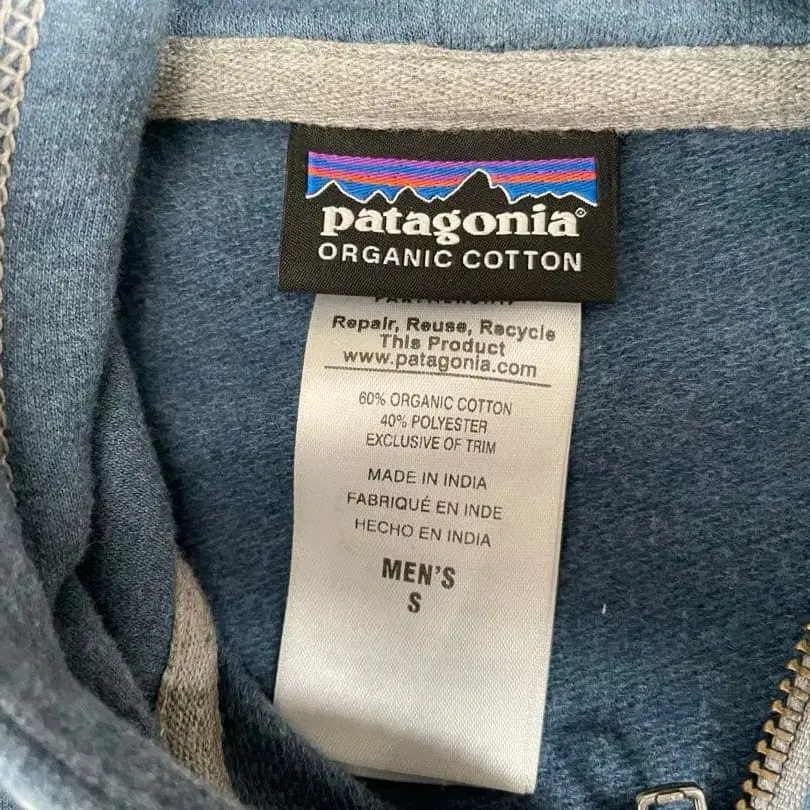 patagonia®
ORGANIC COTTON
Repair, Reuse, Recycle
This Product
www.patagonia.com
60% ORGANIC COTTON
40% POLYESTER
EXCLUSIVE OF TRIM
MADE IN INDIA
FABRIQUÉ EN INDE
HECHO EN INDIA
MEN'S
S